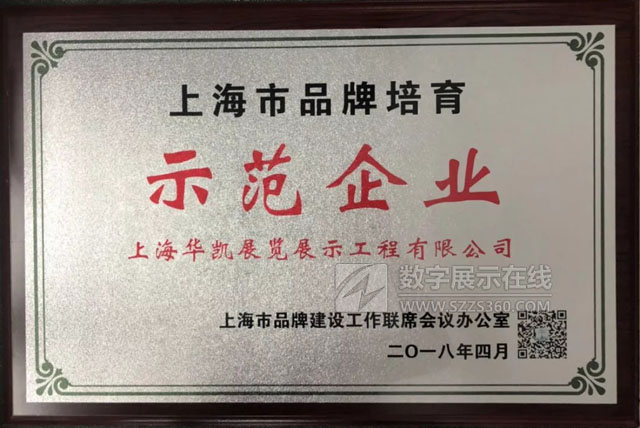 上海市品牌培育
示范企业
上海华凯展览展示工程有限公司
数字展示在线
WWW.SZZS360.COM
上海市品牌建设工作联席会议办公室
二〇一八年四月